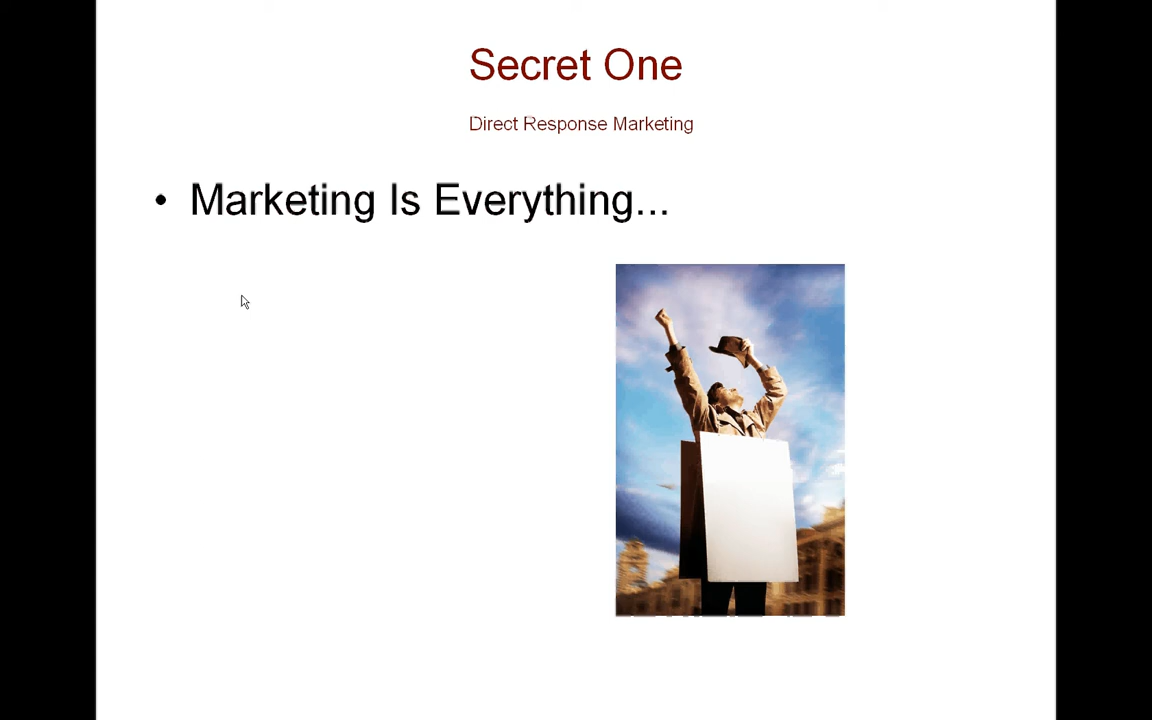 Secret One
Direct Response Marketing
• Marketing Is Everything...